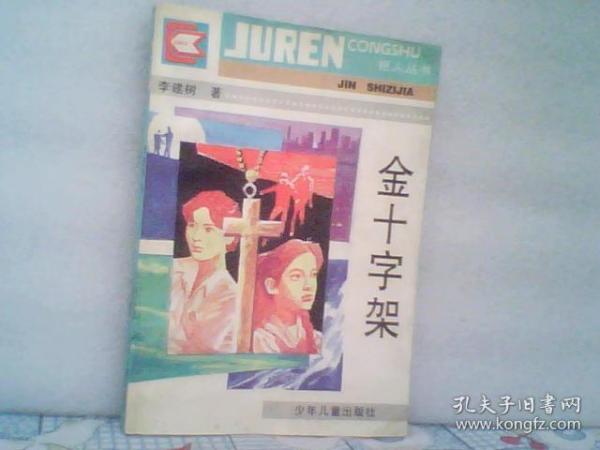 JUREN CONGSHU
巨人丛书
JIN SHIZIJIA
李建树 著
金十字架
少年儿童出版社
孔夫子旧书网
kongfz.com